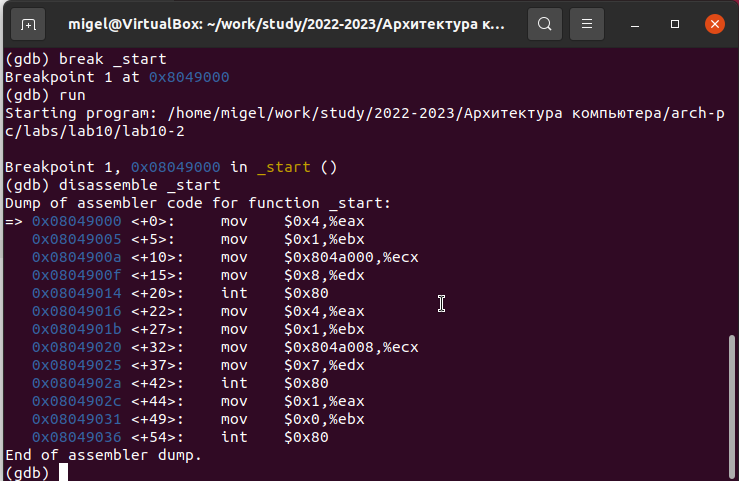 migel@VirtualBox: ~/work/study/2022-2023/Архитектура к...
(gdb) break _start
Breakpoint 1 at 0x8049000
(gdb) run
Starting program: /home/migel/work/study/2022-2023/Архитектура компьютера/arch-p
c/labs/lab10/lab10-2
Breakpoint 1, 0x08049000 in _start ()
(gdb) disassemble _start
Dump of assembler code for function _start:
=> 0x08049000 <+0>:     mov    $0x4,%eax
   0x08049005 <+5>:     mov    $0x1,%ebx
   0x0804900a <+10>:    mov    $0x804a000,%ecx
   0x0804900f <+15>:    mov    $0x8,%edx
   0x08049014 <+20>:    int    $0x80
   0x08049016 <+22>:    mov    $0x4,%eax
   0x0804901b <+27>:    mov    $0x1,%ebx
   0x08049020 <+32>:    mov    $0x804a008,%ecx
   0x08049025 <+37>:    mov    $0x7,%edx
   0x0804902a <+42>:    int    $0x80
   0x0804902c <+44>:    mov    $0x1,%eax
   0x08049031 <+49>:    mov    $0x0,%ebx
   0x08049036 <+54>:    int    $0x80
End of assembler dump.
(gdb)